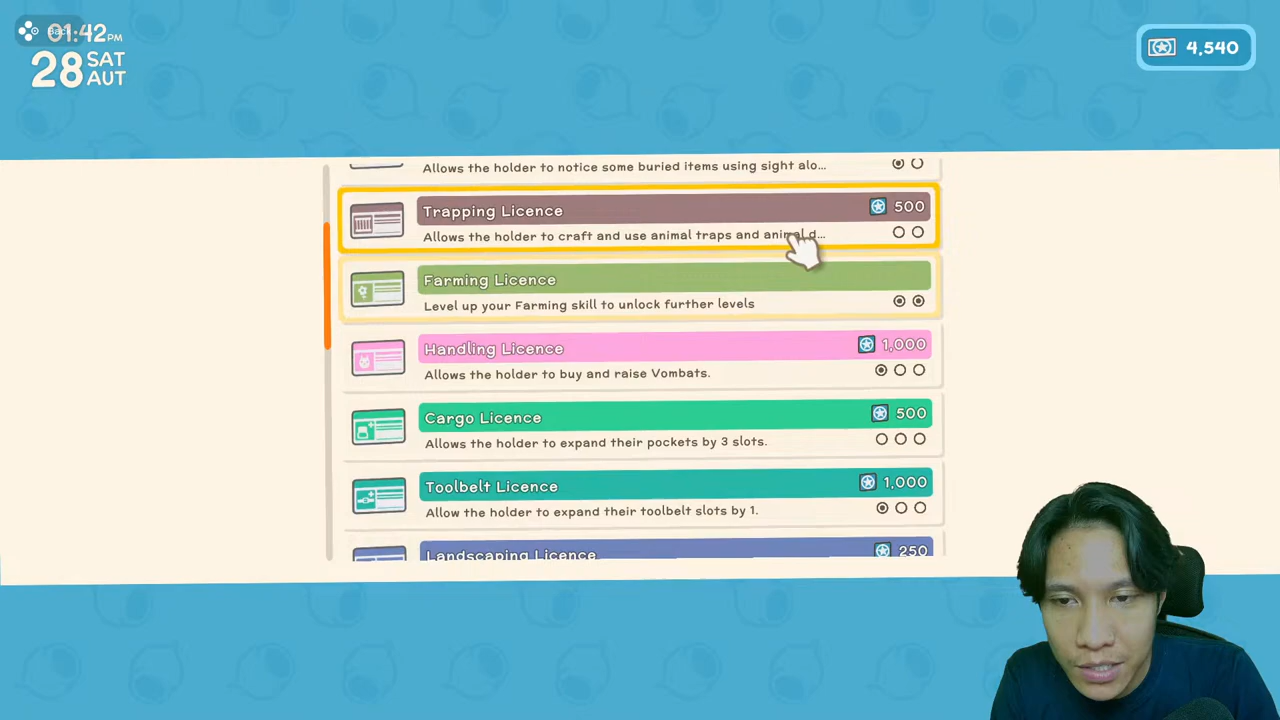 Back
01:42 PM
28 SAT
AUT
4,540
Allows the holder to notice some buried items using sight alo...
Trapping Licence 500
Allows the holder to craft and use animal traps and animal d...
Farming Licence
Level up your Farming skill to unlock further levels
Handling Licence 1,000
Allows the holder to buy and raise Vombats.
Cargo Licence 500
Allows the holder to expand their pockets by 3 slots.
Toolbelt Licence 1,000
Allow the holder to expand their toolbelt slots by 1.
Landscaping Licence 250